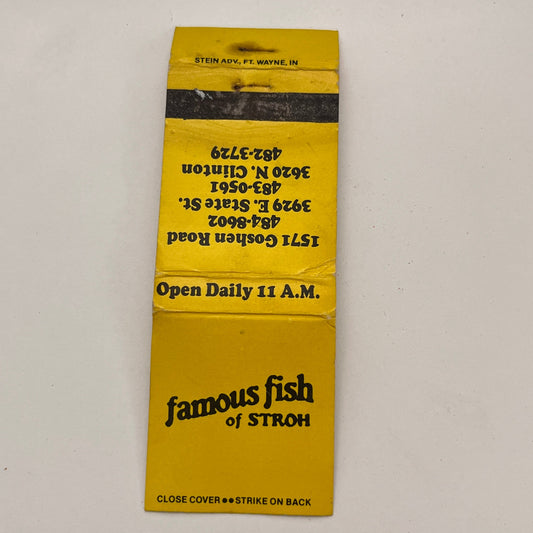 STEIN ADV., FT. WAYNE, IN
1571 Goshen Road
484-8602
3929 E. State St.
483-0561
3620 N. Clinton
482-3729
Open Daily 11 A.M.
famous fish
of STROH
CLOSE COVER ●● STRIKE ON BACK